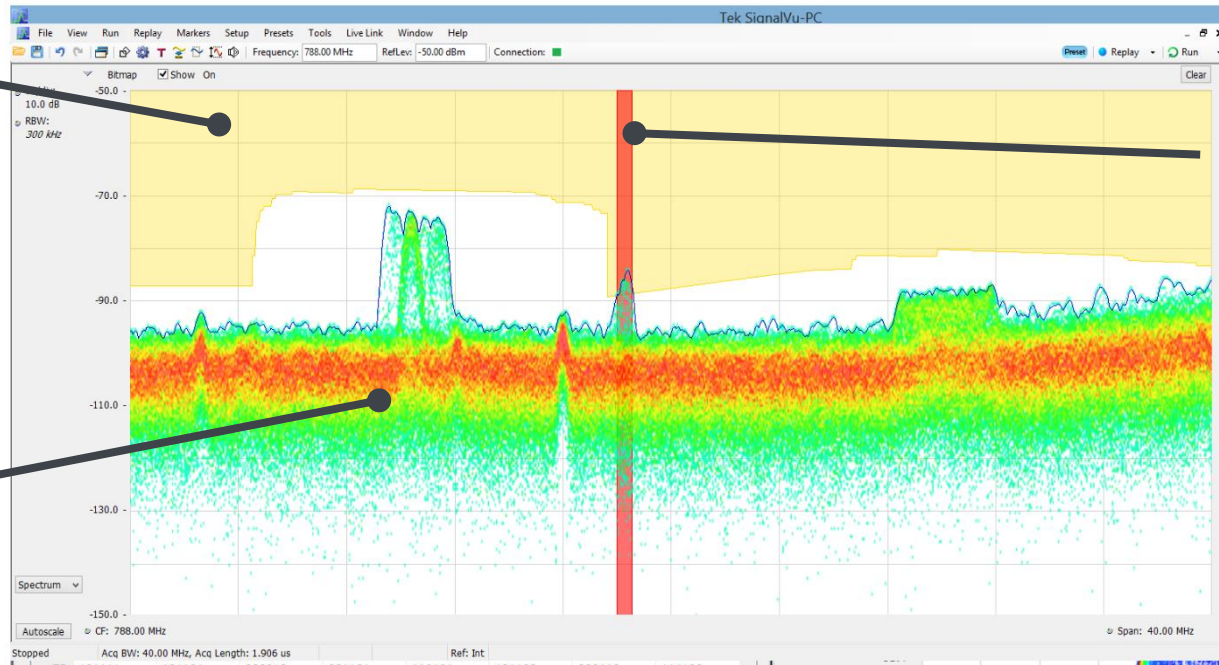 Tek SignalVu-PC
File View Run Replay Markers Setup Presets Tools Live Link Window Help
Frequency: 788.00 MHz RefLev: -50.00 dBm Connection: Preset Replay Run
Bitmap Show On Clear
10.0 dB
-50.0
RBW:
300 kHz
-70.0
-90.0
-110.0
-130.0
Spectrum
-150.0
Autoscale CF: 788.00 MHz Span: 40.00 MHz
Stopped Acq BW: 40.00 MHz, Acq Length: 1.906 us Ref: Int